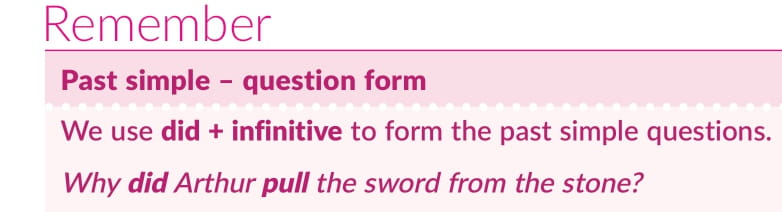 Remember
Past simple – question form
We use did + infinitive to form the past simple questions.
Why did Arthur pull the sword from the stone?